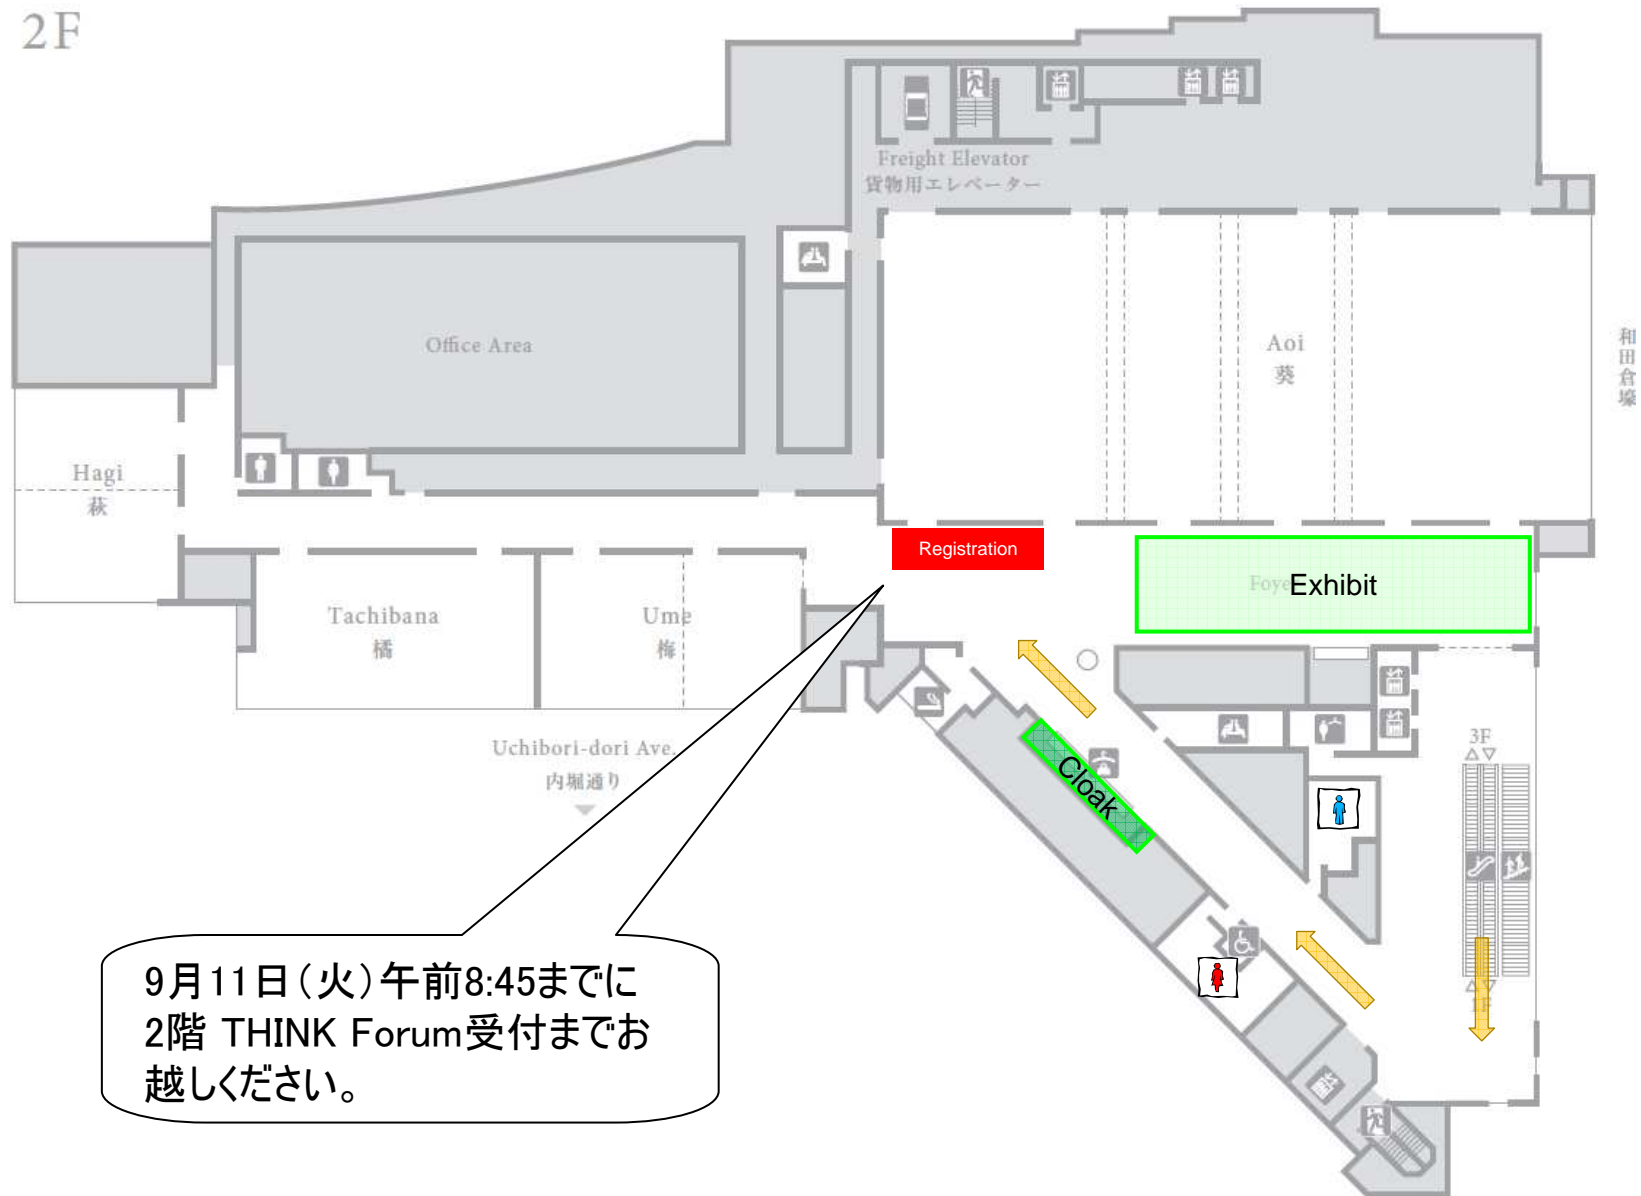 2F
Freight Elevator
貨物用エレベーター
Office Area
Aoi
葵
和田倉壕
Hagi
萩
Registration
Exhibit
Tachibana
橘
Ume
梅
Uchibori-dori Ave.
内堀通り
Cloak
3F
1F
9月11日（火）午前8:45までに
2階 THINK Forum受付までお
越しください。